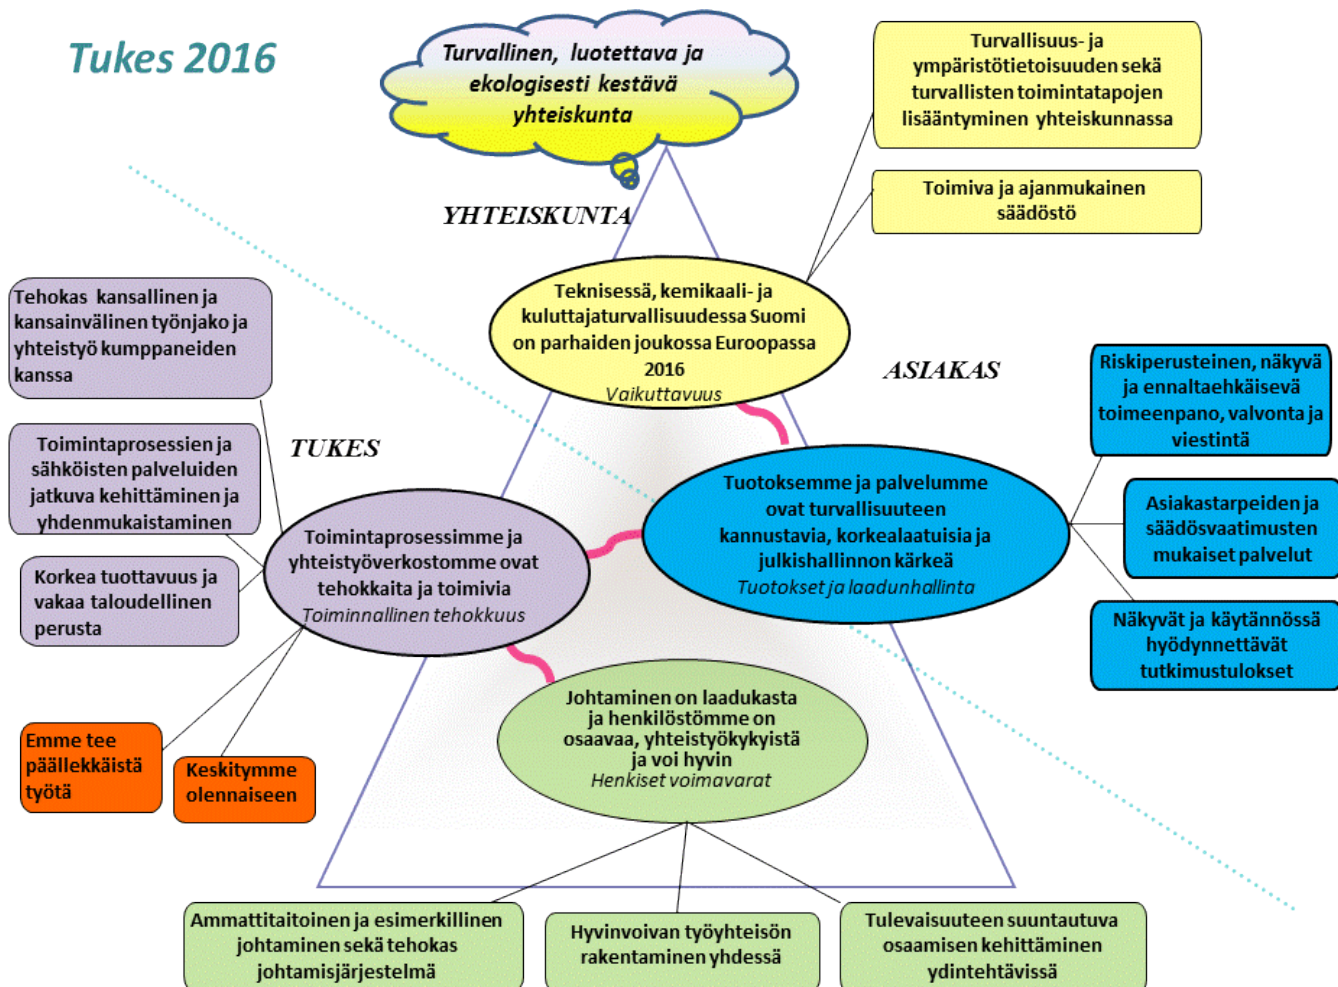 Tukes 2016
Turvallinen, luotettava ja
ekologisesti kestävä
yhteiskunta
Turvallisuus- ja
ympäristötietoisuuden sekä
turvallisten toimintatapojen
lisääntyminen yhteiskunnassa
Toimiva ja ajanmukainen
säädöstö
YHTEISKUNTA
Teknisessä, kemikaali- ja
kuluttajaturvallisuudessa Suomi
on parhaiden joukossa Euroopassa
2016
Vaikuttavuus
ASIAKAS
Riskiperusteinen, näkyvä
ja ennaltaehkäisevä
toimeenpano, valvonta ja
viestintä
Tehokas kansallinen ja
kansainvälinen työnjako ja
yhteistyö kumppaneiden
kanssa
TUKES
Toimintaprosessien ja
sähköisten palveluiden
jatkuva kehittäminen ja
yhdenmukaistaminen
Tuotoksemme ja palvelumme
ovat turvallisuuteen
kannustavia, korkealaatuisia ja
julkishallinnon kärkeä
Tuotokset ja laadunhallinta
Asiakastarpeiden ja
säädösvaatimusten
mukaiset palvelut
Toimintaprosessimme ja
yhteistyöverkostomme ovat
tehokkaita ja toimivia
Toiminnallinen tehokkuus
Korkea tuottavuus ja
vakaa taloudellinen
perusta
Näkyvät ja käytännössä
hyödynnettävät
tutkimustulokset
Johtaminen on laadukasta
ja henkilöstömme on
osaavaa, yhteistyökykyistä
ja voi hyvin
Henkiset voimavarat
Emme tee
päällekkäistä
työtä
Keskitymme
olennaiseen
Ammattitaitoinen ja esimerkillinen
johtaminen sekä tehokas
johtamisjärjestelmä
Hyvinvoivan työyhteisön
rakentaminen yhdessä
Tulevaisuuteen suuntautuva
osaamisen kehittäminen
ydintehtävissä